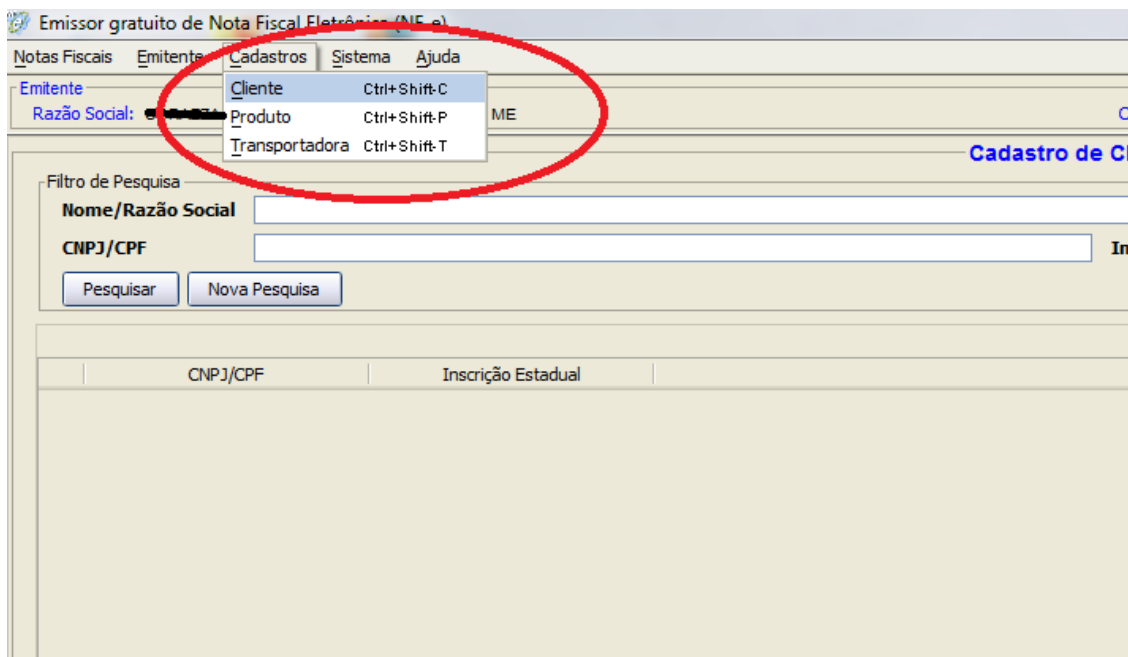 Emissor gratuito de Nota Fiscal Eletrônica (NF-e)
Notas Fiscais Emitente Cadastros Sistema Ajuda
Emitente
Cliente Ctrl+Shift-C
Razão Social: ME
Produto Ctrl+Shift-P
Transportadora Ctrl+Shift-T
Cadastro de Cl
Filtro de Pesquisa
Nome/Razão Social
CNPJ/CPF In
Pesquisar Nova Pesquisa
CNPJ/CPF Inscrição Estadual